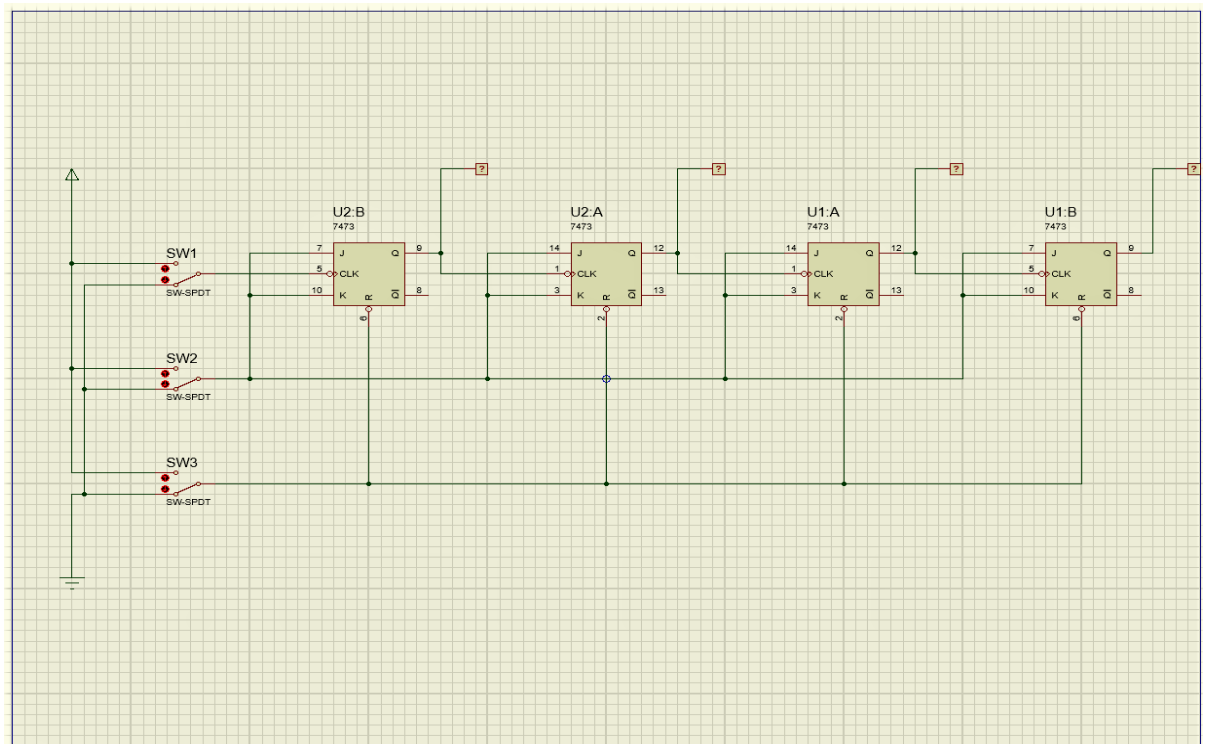 ? ? ? ?
U2:B U2:A U1:A U1:B
7473 7473 7473 7473
SW1
7 J Q 9 14 J Q 12 14 J Q 12 7 J Q 9
5 CLK 1 CLK 1 CLK 5 CLK
SW-SPDT
10 K R Q 8 3 K R Q 13 3 K R Q 13 10 K R Q 8
6 2 2 6
SW2
SW-SPDT
SW3
SW-SPDT